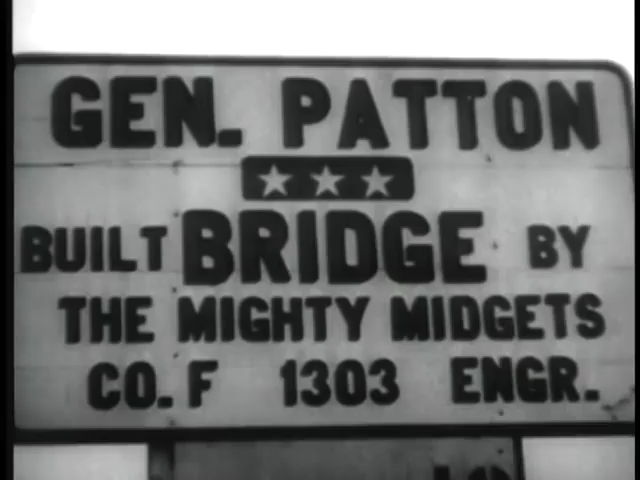 GEN. PATTON
BUILT BRIDGE BY
THE MIGHTY MIDGETS
CO. F 1303 ENGR.